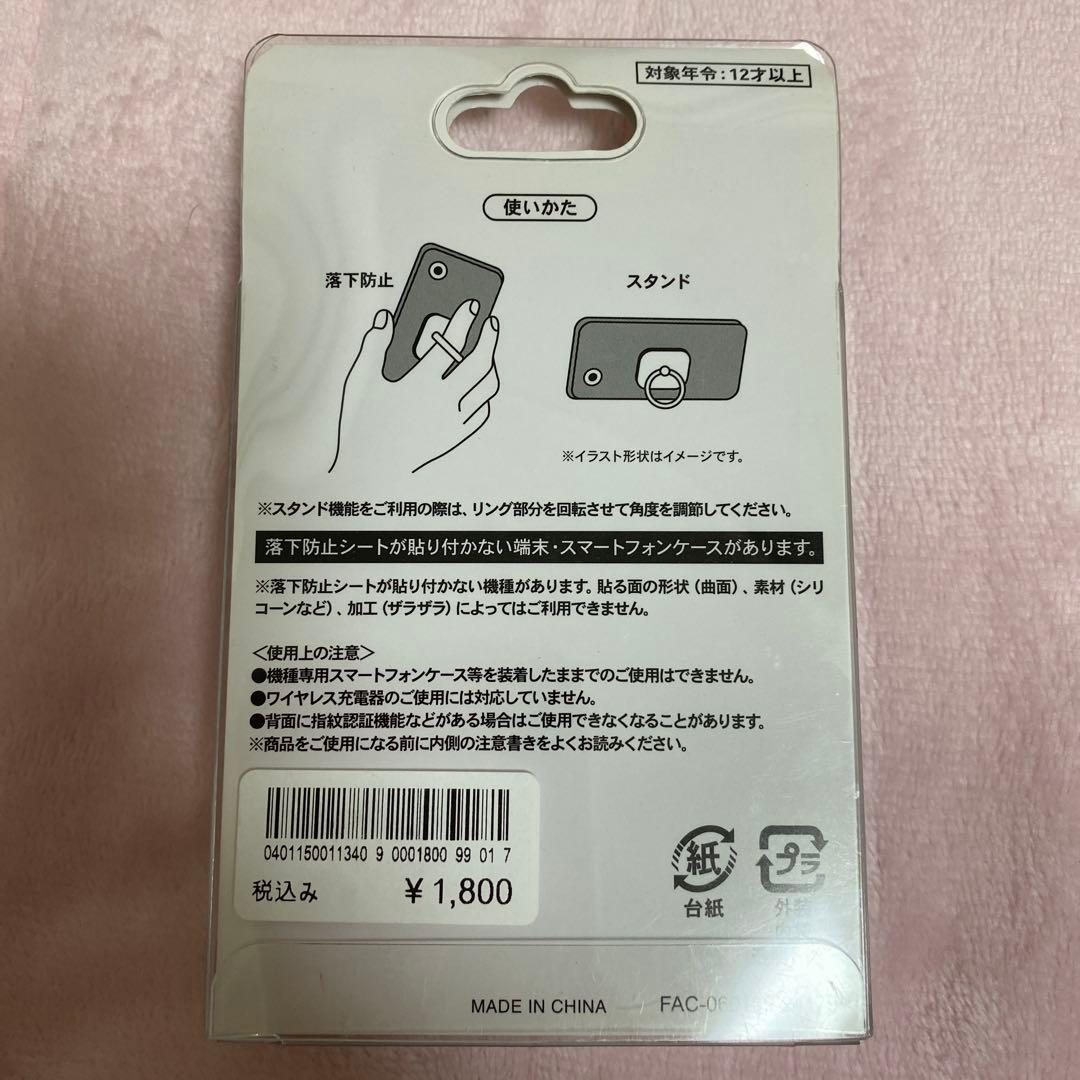 対象年令:12才以上
使いかた
落下防止
スタンド
※イラスト形状はイメージです。
※スタンド機能をご利用の際は、リング部分を回転させて角度を調節してください。
落下防止シートが貼り付かない端末・スマートフォンケースがあります。
※落下防止シートが貼り付かない機種があります。貼る面の形状（曲面）、素材（シリ
コーンなど）、加工（ザラザラ）によってはご利用できません。
＜使用上の注意＞
●機種専用スマートフォンケース等を装着したままでのご使用はできません。
●ワイヤレス充電器のご使用には対応していません。
●背面に指紋認証機能などがある場合はご使用できなくなることがあります。
※商品をご使用になる前に内側の注意書きをよくお読みください。
0401150011340 9 0001800 99 01 7
税込み ¥1,800
紙
台紙
プラ
外装
MADE IN CHINA
FAC-06